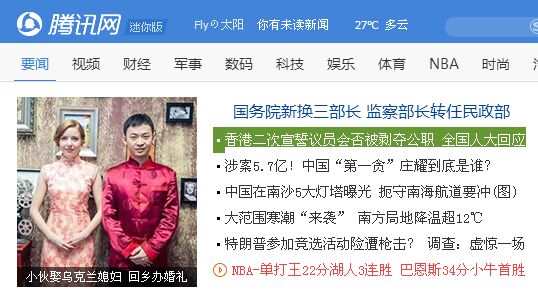 腾讯网 迷你版 Fly の太阳 你有未读新闻 27℃ 多云
要闻 视频 财经 军事 数码 科技 娱乐 体育 NBA 时尚
国务院新换三部长 监察部长转任民政部
香港二次宣誓议员会否被剥夺公职 全国人大回应
涉案5.7亿！中国“第一贪”庄耀到底是谁？
中国在南沙5大灯塔曝光 扼守南海航道要冲(图)
大范围寒潮“来袭” 南方局地降温超12℃
特朗普参加竞选活动险遭枪击？ 调查：虚惊一场
NBA-单打王22分湖人3连胜 巴恩斯34分小牛首胜
小伙娶乌克兰媳妇 回乡办婚礼